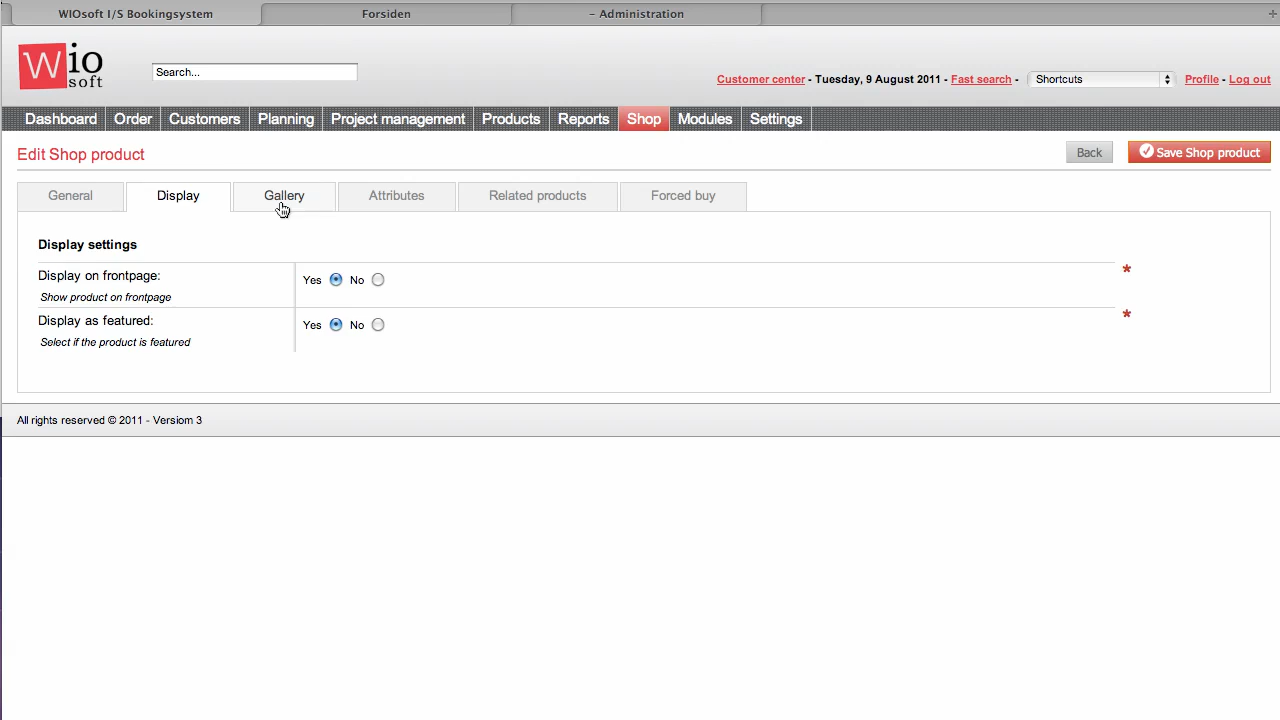 WIOsoft I/S Bookingsystem Forsiden – Administration
Wio soft
Search...
Customer center - Tuesday, 9 August 2011 - Fast search - Shortcuts Profile - Log out
Dashboard Order Customers Planning Project management Products Reports Shop Modules Settings
Edit Shop product Back Save Shop product
General Display Gallery Attributes Related products Forced buy
Display settings
Display on frontpage: Yes No *
Show product on frontpage
Display as featured: Yes No *
Select if the product is featured
All rights reserved © 2011 - Versiom 3